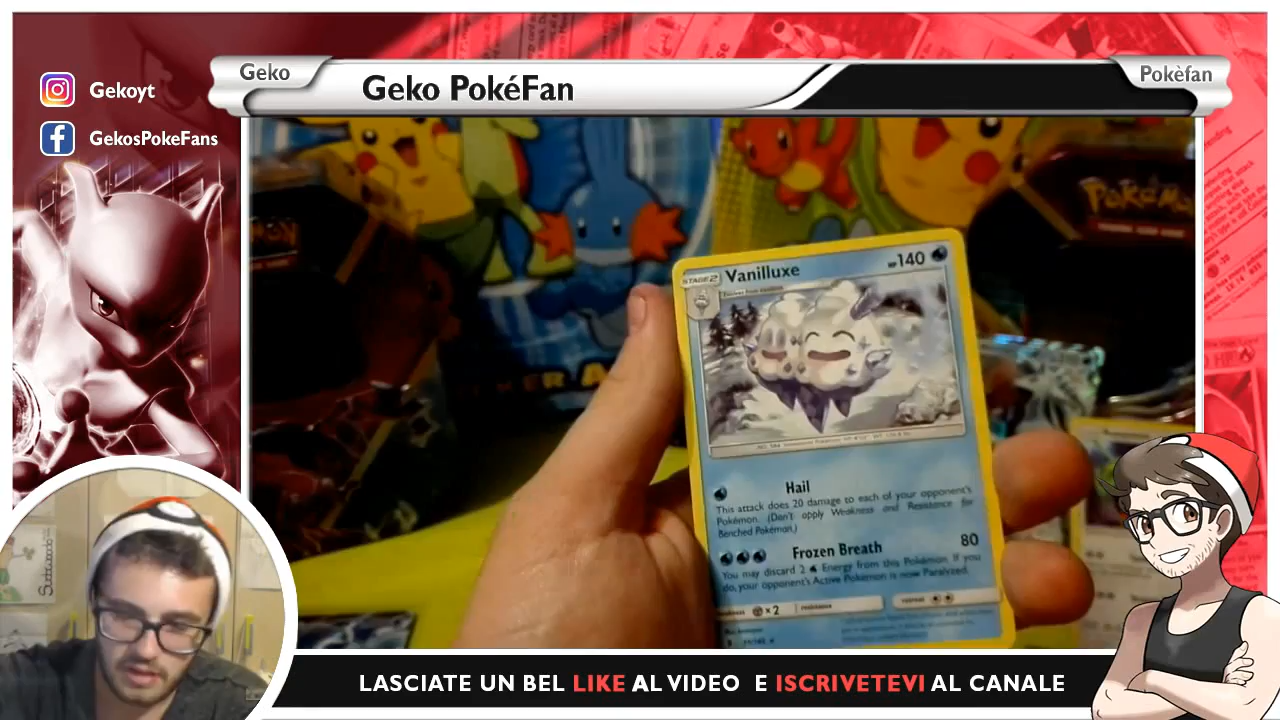 Geko
Geko PokéFan
Pokèfan
Gekoyt
GekosPokeFans
POKéMON
STAGE2
Vanilluxe
HP140
Hail
This attack does 20 damage to each of your opponent's
Pokémon. (Don't apply Weakness and Resistance for
Benched Pokémon.)
Frozen Breath
80
You may discard 2 Energy from this Pokémon. If you
do, your opponent's Active Pokémon is now Paralyzed.
×2
resistance
retreat
LASCIATE UN BEL LIKE AL VIDEO E ISCRIVETEVI AL CANALE